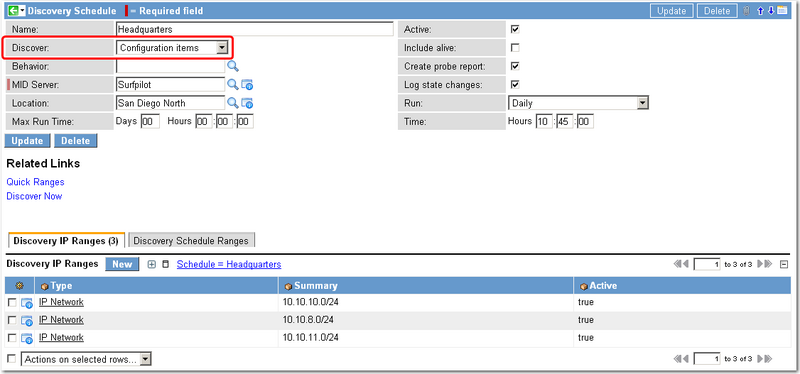 Discovery Schedule = Required field Update Delete
Name: Headquarters Active:
Discover: Configuration items Include alive:
Behavior: Create probe report:
MID Server: Surfpilot Log state changes:
Location: San Diego North Run: Daily
Max Run Time: Days 00 Hours 00 : 00 : 00 Time: Hours 10 : 45 : 00
Update Delete
Related Links
Quick Ranges
Discover Now
Discovery IP Ranges (3) Discovery Schedule Ranges
Discovery IP Ranges New Schedule = Headquarters 1 to 3 of 3
Type Summary Active
IP Network 10.10.10.0/24 true
IP Network 10.10.8.0/24 true
IP Network 10.10.11.0/24 true
Actions on selected rows... 1 to 3 of 3